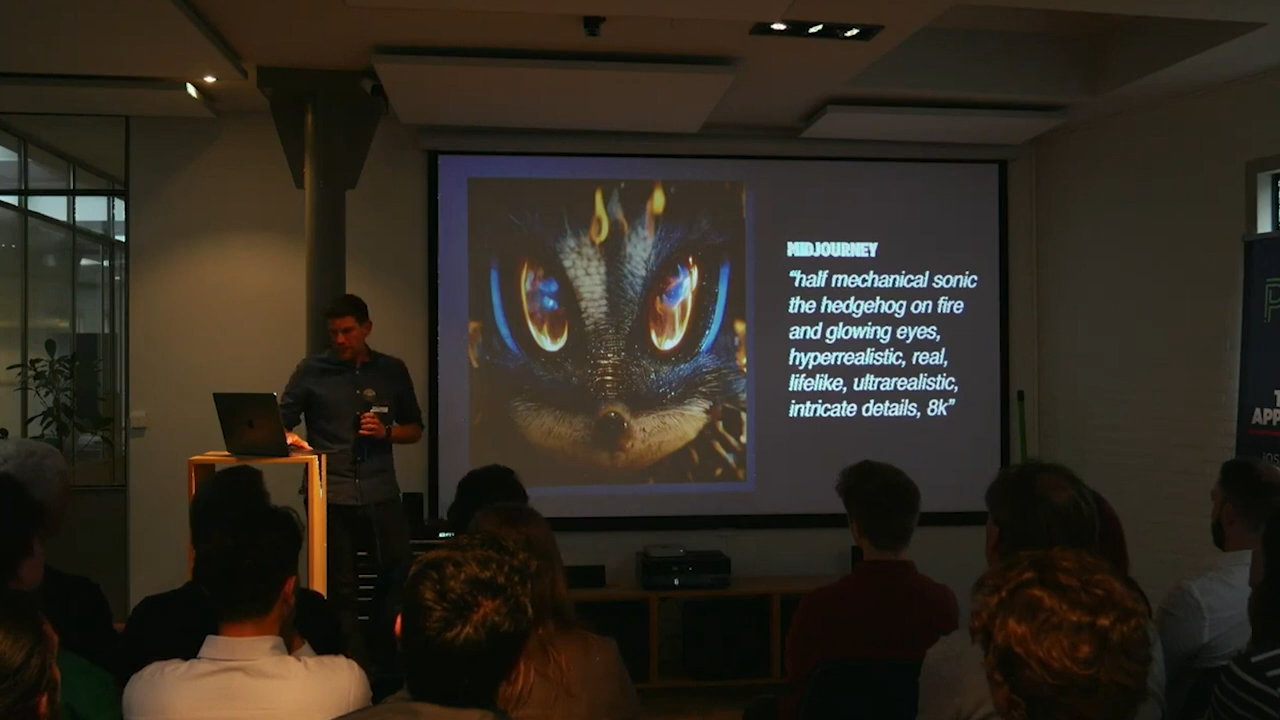 MIDJOURNEY
“half mechanical sonic
the hedgehog on fire
and glowing eyes,
hyperrealistic, real,
lifelike, ultrarealistic,
intricate details, 8k”